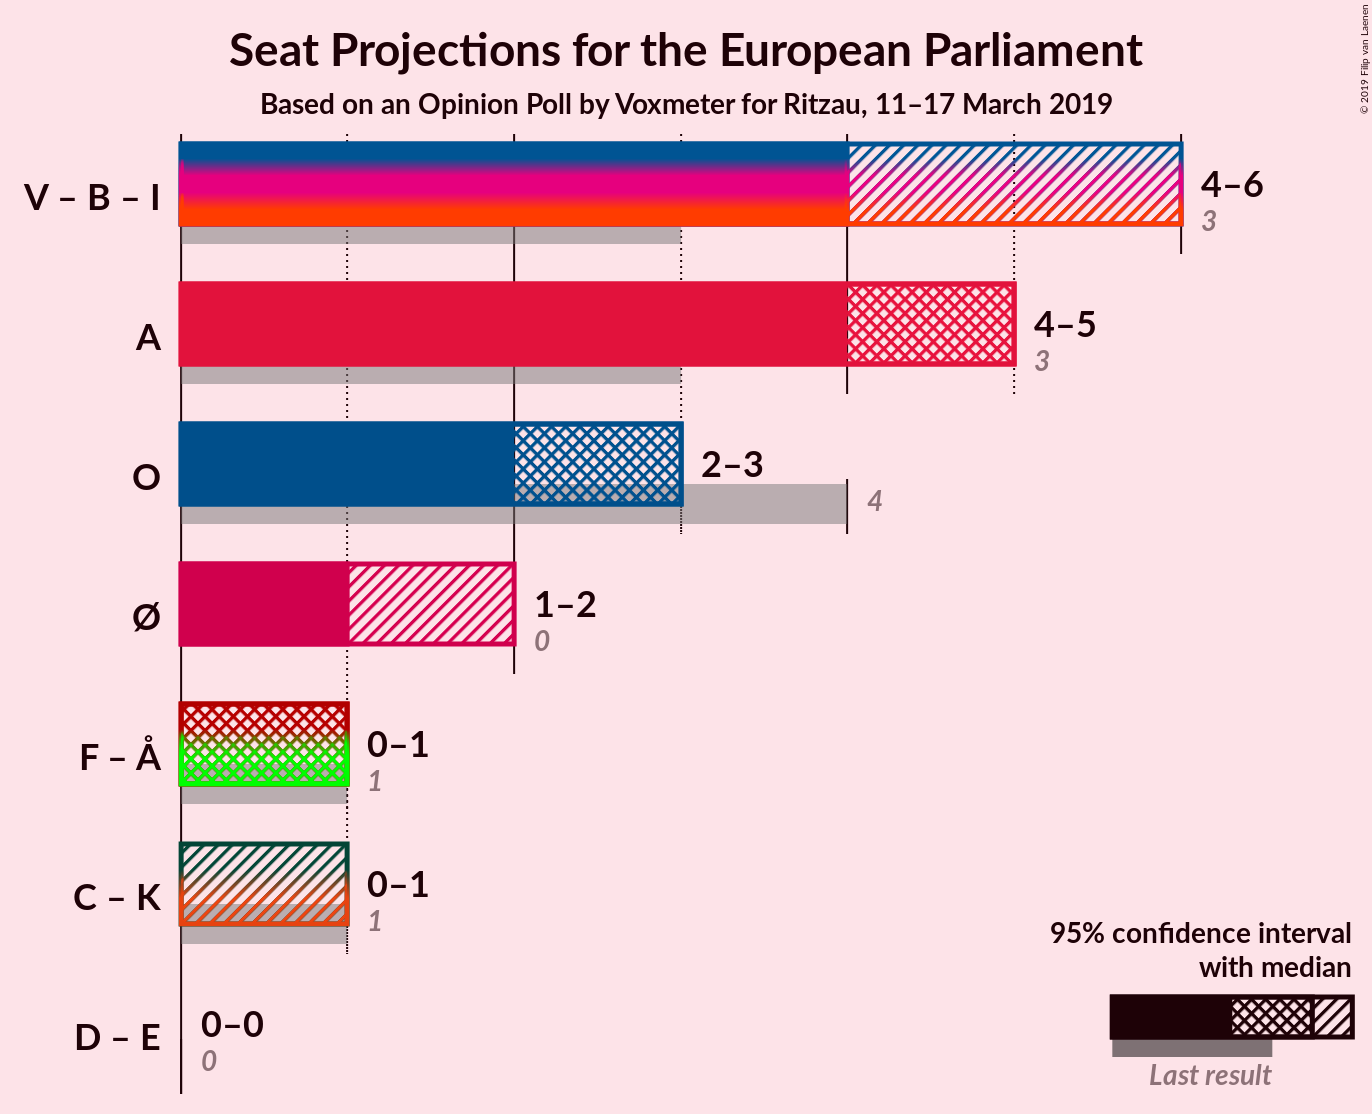 Seat Projections for the European Parliament
Based on an Opinion Poll by Voxmeter for Ritzau, 11–17 March 2019
© 2019 Filip van Laenen
V – B – I
4–6
3
A
4–5
3
O
2–3
4
Ø
1–2
0
F – Å
0–1
1
C – K
0–1
1
D – E
0–0
0
95% confidence interval
with median
Last result